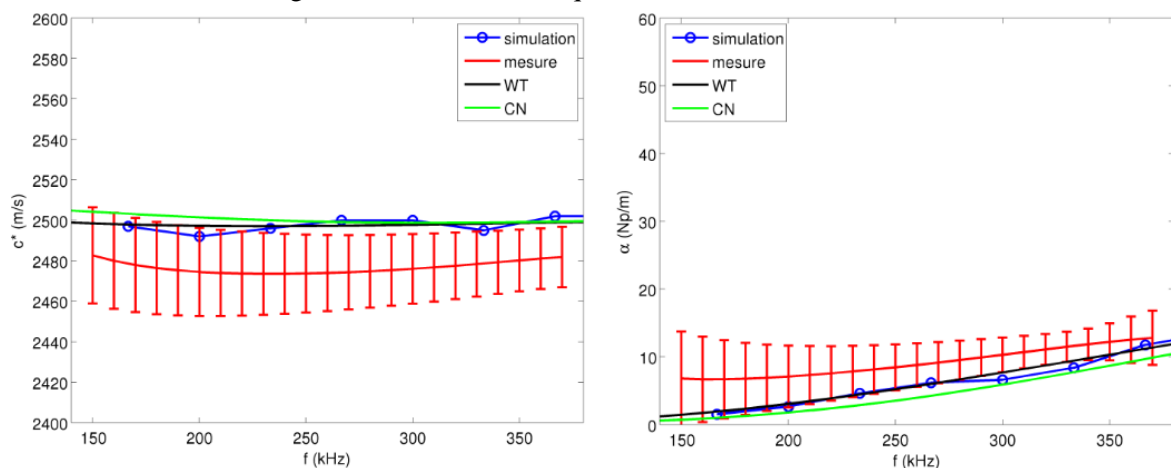 2600
2580
2560
2540
2520
2500
2480
2460
2440
2420
2400
c* (m/s)
simulation
mesure
WT
CN
150 200 250 300 350
f (kHz)
60
50
40
30
20
10
0
α (Np/m)
simulation
mesure
WT
CN
150 200 250 300 350
f (kHz)